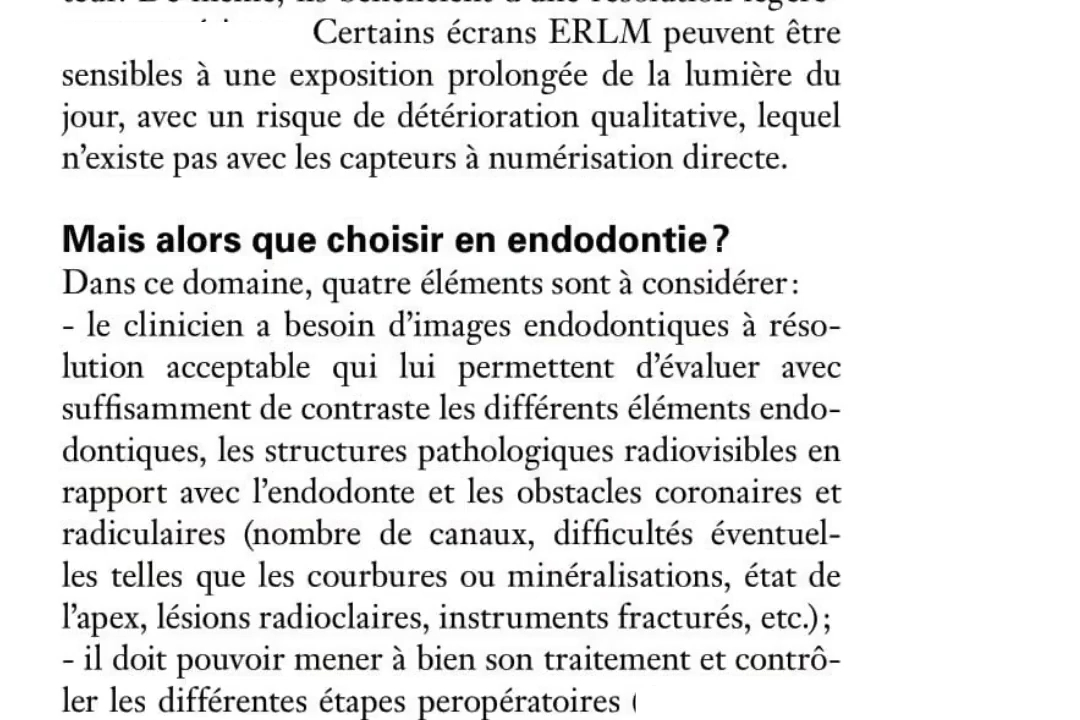 Certains écrans ERLM peuvent être
sensibles à une exposition prolongée de la lumière du
jour, avec un risque de détérioration qualitative, lequel
n'existe pas avec les capteurs à numérisation directe.
Mais alors que choisir en endodontie ?
Dans ce domaine, quatre éléments sont à considérer :
- le clinicien a besoin d'images endodontiques à réso-
lution acceptable qui lui permettent d'évaluer avec
suffisamment de contraste les différents éléments endo-
dontiques, les structures pathologiques radiovisibles en
rapport avec l'endodonte et les obstacles coronaires et
radiculaires (nombre de canaux, difficultés éventuel-
les telles que les courbures ou minéralisations, état de
l'apex, lésions radioclaires, instruments fracturés, etc.) ;
- il doit pouvoir mener à bien son traitement et contrô-
ler les différentes étapes peropératoires (